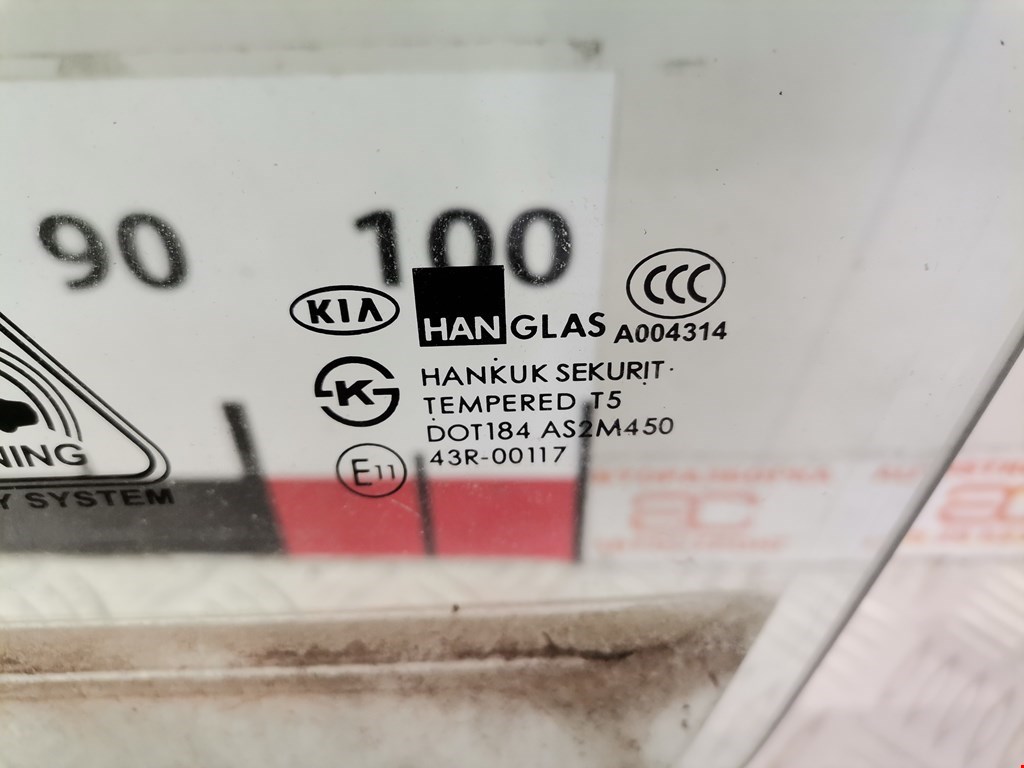 90 100
KIA
HANGLAS
CCC
A004314
K
HANKUK SEKURIT
TEMPERED T5
DOT184 AS2M450
E11
43R-00117
NING
Y SYSTEM